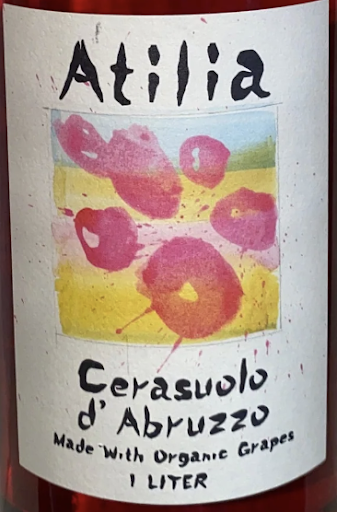 Atilia
Cerasuolo
d'Abruzzo
Made With Organic Grapes
1 LITER